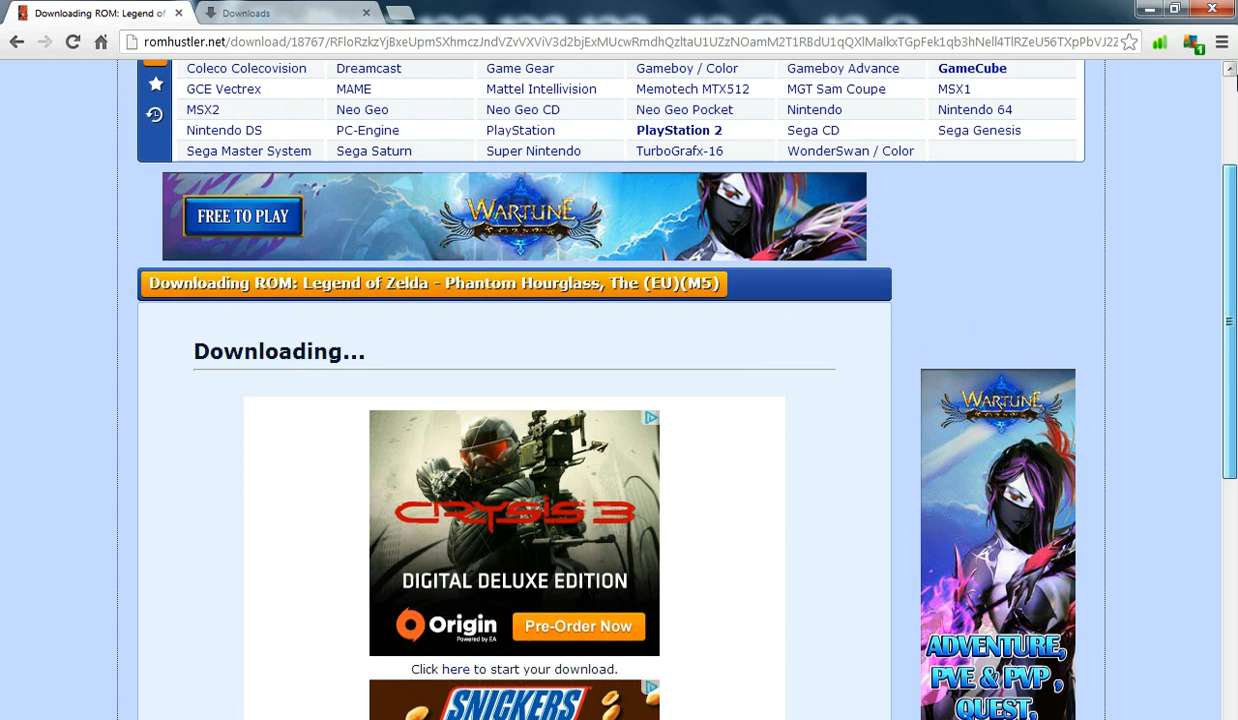 Downloading ROM: Legend of
Downloads
romhustler.net/download/18767/
Coleco Colecovision Dreamcast Game Gear Gameboy / Color Gameboy Advance GameCube
GCE Vectrex MAME Mattel Intellivision Memotech MTX512 MGT Sam Coupe MSX1
MSX2 Neo Geo Neo Geo CD Neo Geo Pocket Nintendo Nintendo 64
Nintendo DS PC-Engine PlayStation PlayStation 2 Sega CD Sega Genesis
Sega Master System Sega Saturn Super Nintendo TurboGrafx-16 WonderSwan / Color
FREE TO PLAY
WARTUNE
Downloading ROM: Legend of Zelda - Phantom Hourglass, The (EU)(M5)
Downloading...
CRYSIS 3
DIGITAL DELUXE EDITION
Origin
Powered by EA
Pre-Order Now
Click here to start your download.
SNICKERS
WARTUNE
ADVENTURE,
PVE & PVP ,
QUEST,
1